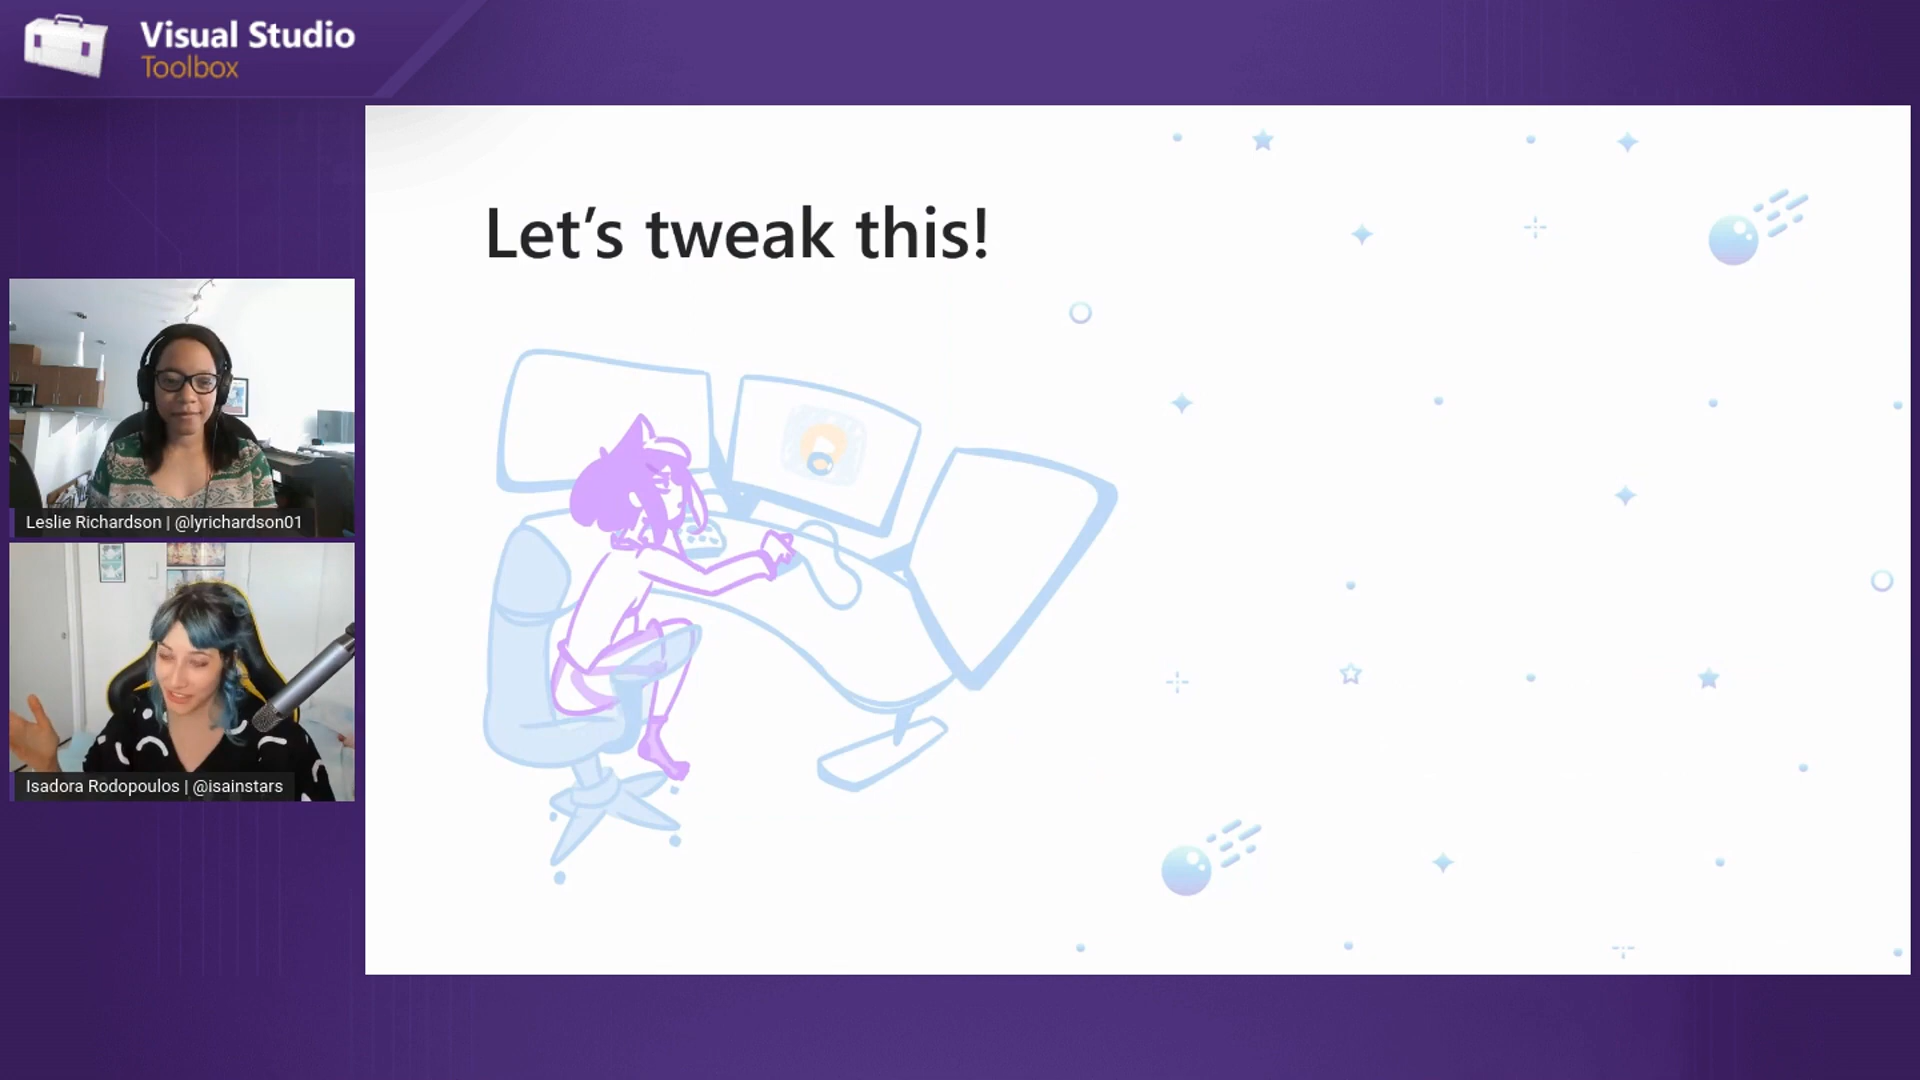 Visual Studio
Toolbox
Let’s tweak this!
Leslie Richardson | @lyrichardson01
Isadora Rodopoulos | @isainstars